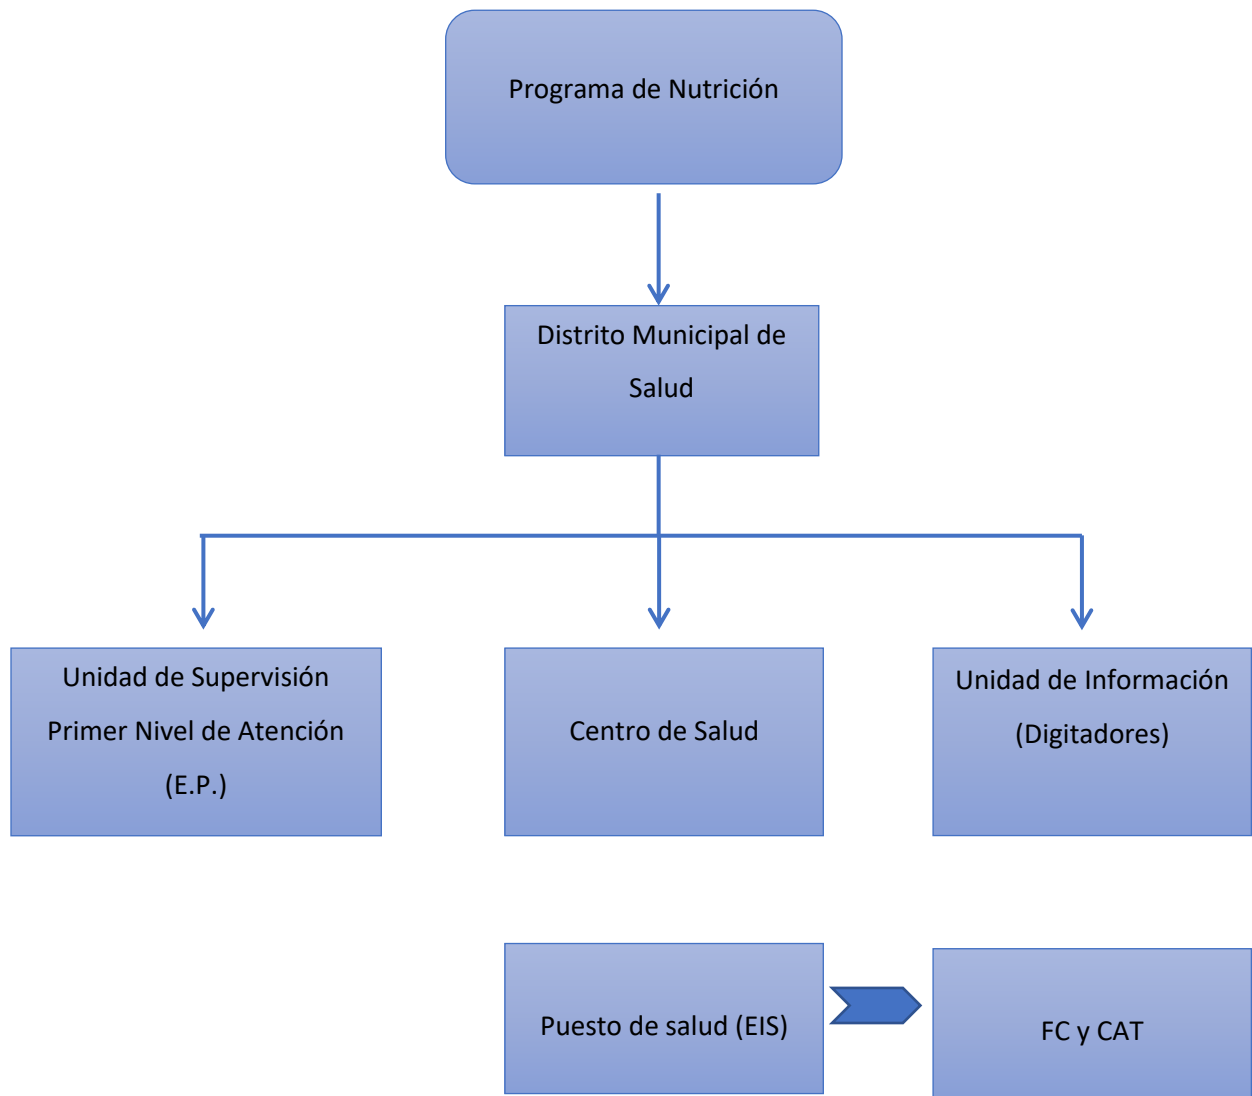 Programa de Nutrición
Distrito Municipal de
Salud
Unidad de Supervisión
Primer Nivel de Atención
(E.P.)
Centro de Salud
Unidad de Información
(Digitadores)
Puesto de salud (EIS)
FC y CAT